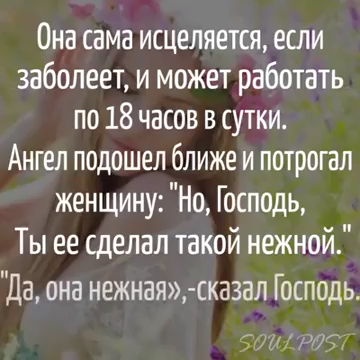 Она сама исцеляется, если
заболеет, и может работать
по 18 часов в сутки.
Ангел подошел ближе и потрогал
женщину: "Но, Господь,
Ты ее сделал такой нежной."
"Да, она нежная»,-сказал Господь.
SOULPOST